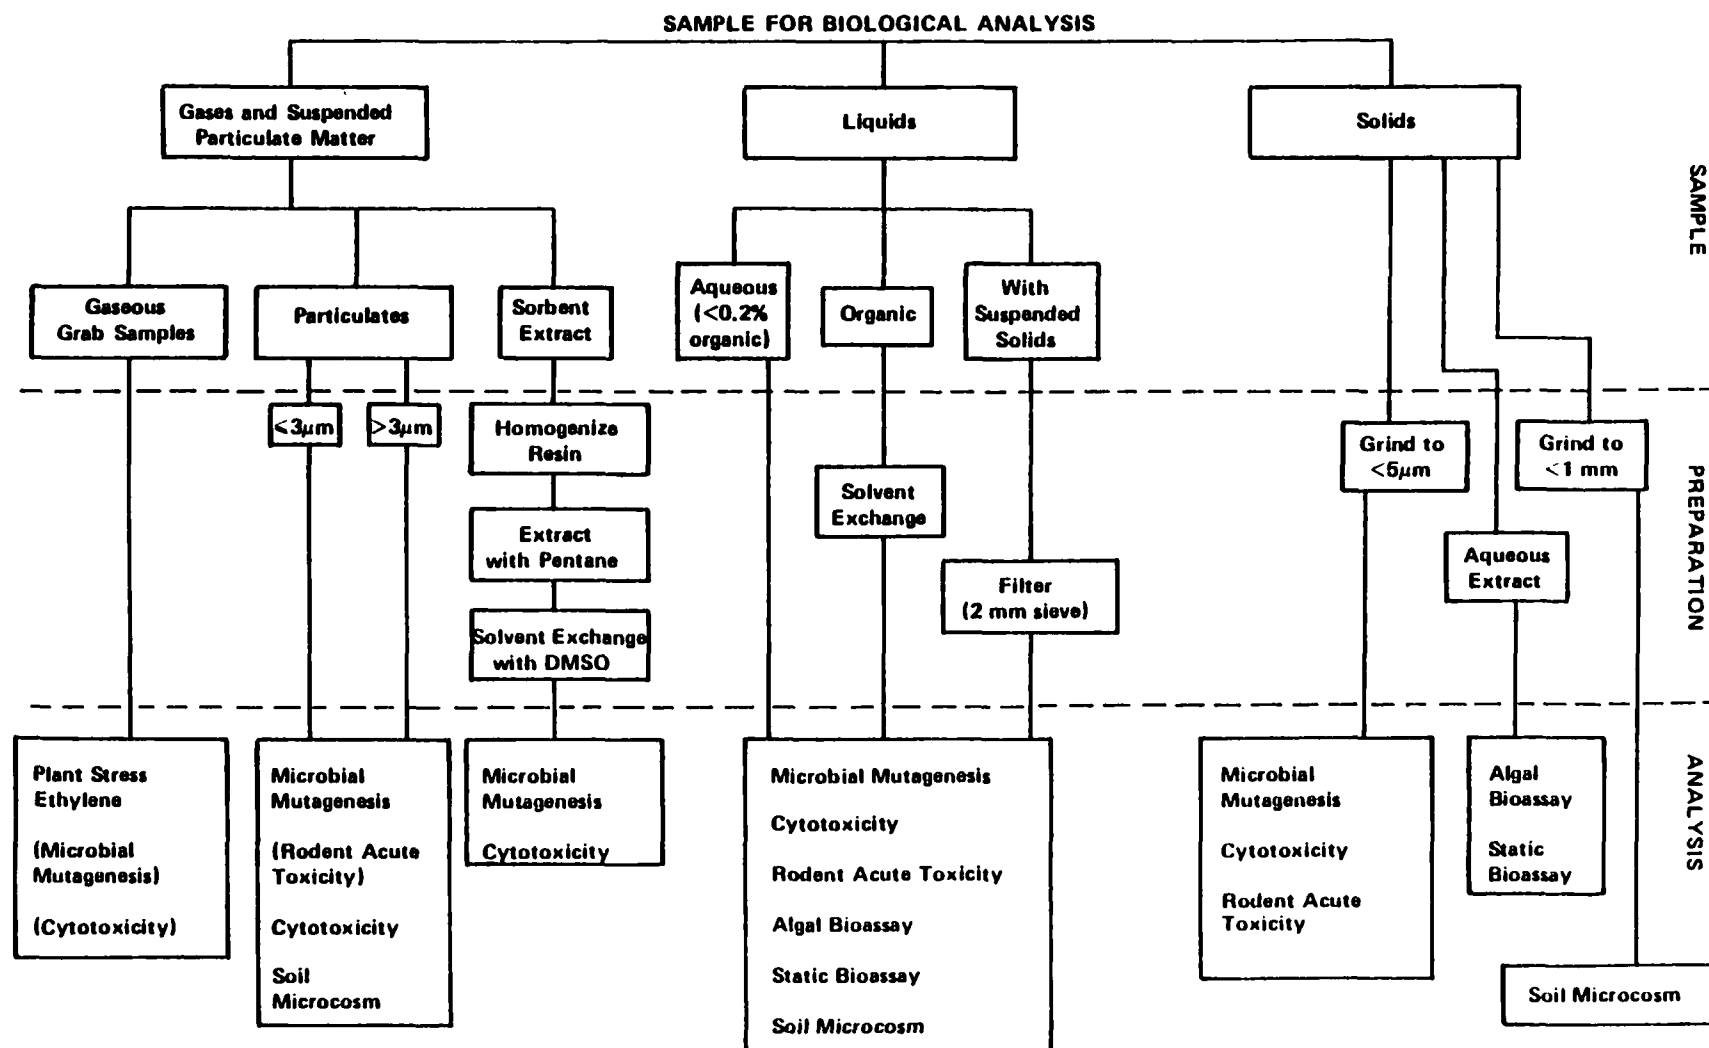 SAMPLE FOR BIOLOGICAL ANALYSIS
Gases and Suspended
Particulate Matter
Liquids
Solids
SAMPLE
Gaseous
Grab Samples
Particulates
Sorbent
Extract
Aqueous
(<0.2%
organic)
Organic
With
Suspended
Solids
⩽3μm
>3μm
Homogenize
Resin
Extract
with Pentane
Solvent Exchange
with DMSO
Solvent
Exchange
Filter
(2 mm sieve)
Grind to
<5μm
Aqueous
Extract
Grind to
<1 mm
PREPARATION
Plant Stress
Ethylene
(Microbial
Mutagenesis)
(Cytotoxicity)
Microbial
Mutagenesis
(Rodent Acute
Toxicity)
Cytotoxicity
Soil
Microcosm
Microbial
Mutagenesis
Cytotoxicity
Microbial Mutagenesis
Cytotoxicity
Rodent Acute Toxicity
Algal Bioassay
Static Bioassay
Soil Microcosm
Microbial
Mutagenesis
Cytotoxicity
Rodent Acute
Toxicity
Algal
Bioassay
Static
Bioassay
Soil Microcosm
ANALYSIS